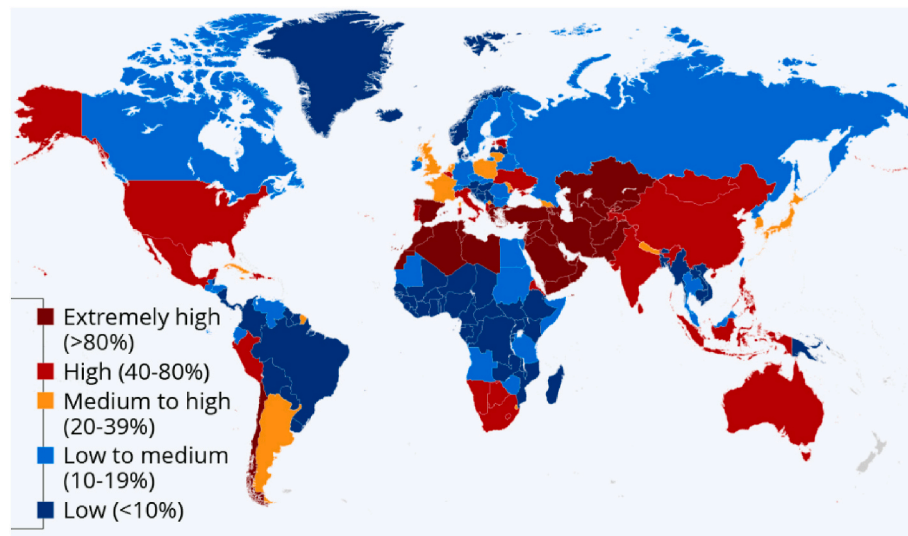 Extremely high
(>80%)
High (40-80%)
Medium to high
(20-39%)
Low to medium
(10-19%)
Low (<10%)